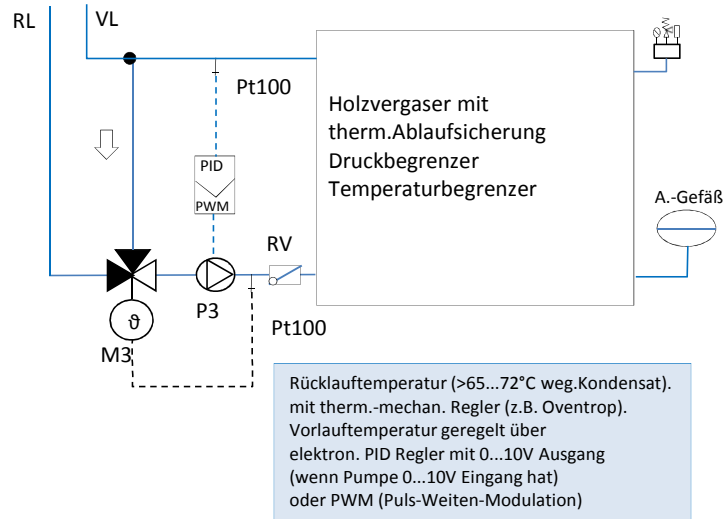 RL
VL
Pt100
Holzvergaser mit
therm.Ablaufsicherung
Druckbegrenzer
Temperaturbegrenzer
PID
PWM
A.-Gefäß
RV
P3
Pt100
ϑ
M3
Rücklauftemperatur (>65...72°C weg.Kondensat).
mit therm.-mechan. Regler (z.B. Oventrop).
Vorlauftemperatur geregelt über
elektron. PID Regler mit 0...10V Ausgang
(wenn Pumpe 0...10V Eingang hat)
oder PWM (Puls-Weiten-Modulation)